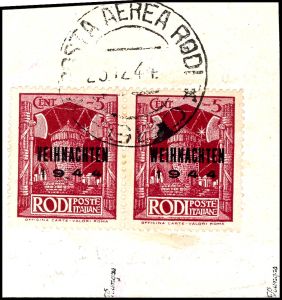 POSTA AEREA RODI
CENT 5 CENT 5
WEIHNACHTEN WEIHNACHTEN
1944 1944
RODI POSTE ITALIANE RODI POSTE ITALIANE
OFFICINA CARTE-VALORI ROMA OFFICINA CARTE-VALORI ROMA